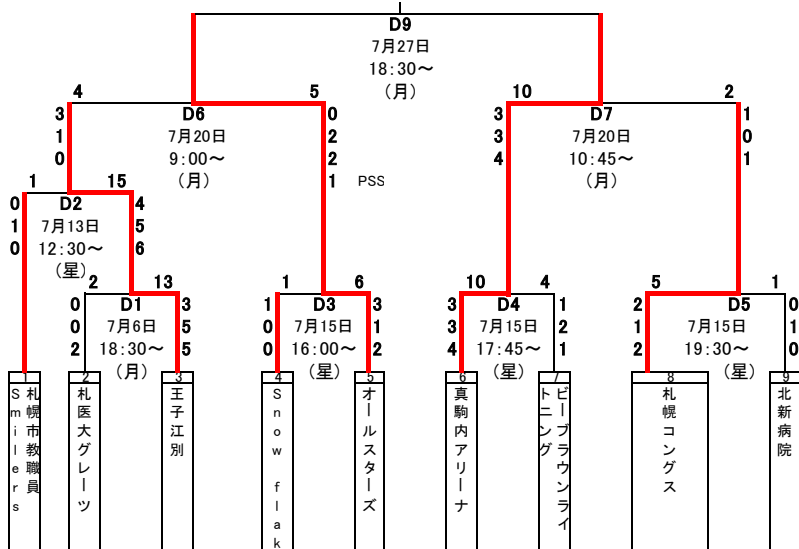 D9
7月27日
18:30～
(月)
4 5
D6
7月20日
9:00～
(月)
3
1
0
0
2
2
1
PSS
10 2
D7
7月20日
10:45～
(月)
3
3
4
1
0
1
1 15
D2
7月13日
12:30～
(星)
0
1
0
4
5
6
2 13
D1
7月6日
18:30～
(月)
0
0
2
3
5
5
1 6
D3
7月15日
16:00～
(星)
1
0
0
3
1
2
10 4
D4
7月15日
17:45～
(星)
3
3
4
1
2
1
5 1
D5
7月15日
19:30～
(星)
2
1
2
0
1
0
1
札幌市教職員
Smilers
2
札医大グレーツ
3
王子江別
4
Snow flak
5
オールスターズ
6
真駒内アリーナ
7
ビーブラウンライ
トニング
8
札幌コングス
9
北新病院